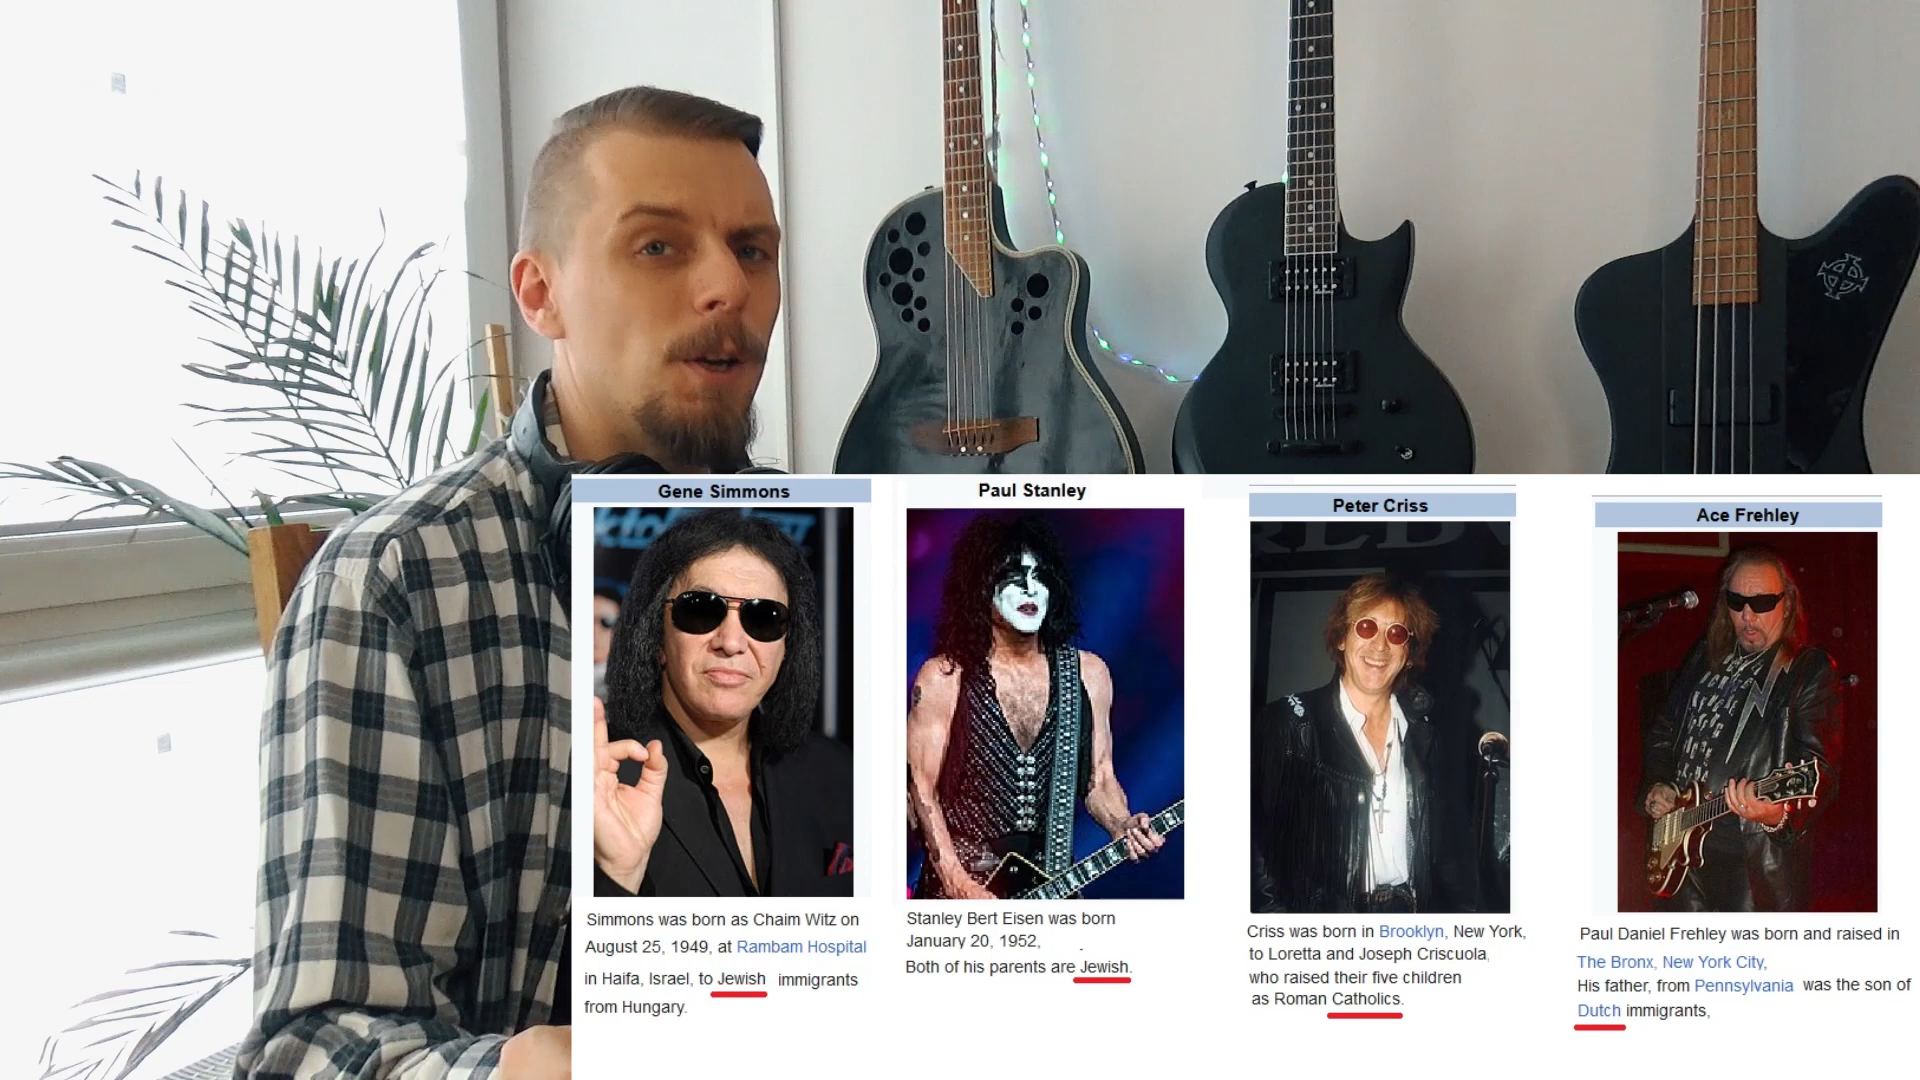 Gene Simmons
Simmons was born as Chaim Witz on
August 25, 1949, at Rambam Hospital
in Haifa, Israel, to Jewish immigrants
from Hungary.
Paul Stanley
Stanley Bert Eisen was born
January 20, 1952,
Both of his parents are Jewish.
Peter Criss
Criss was born in Brooklyn, New York,
to Loretta and Joseph Criscuola,
who raised their five children
as Roman Catholics.
Ace Frehley
Paul Daniel Frehley was born and raised in
The Bronx, New York City,
His father, from Pennsylvania was the son of
Dutch immigrants,